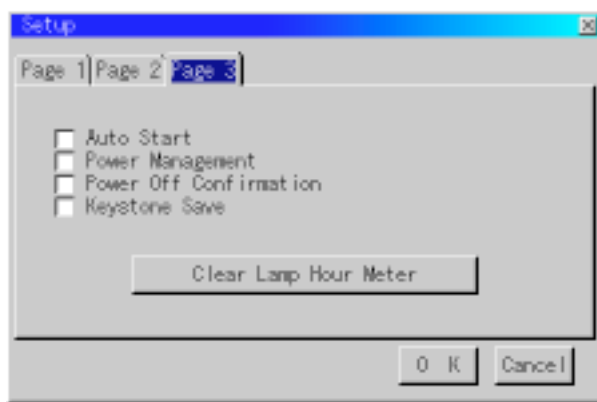 Setup
Page 1 Page 2 Page 3
Auto Start
Power Management
Power Off Confirmation
Keystone Save
Clear Lamp Hour Meter
O K Cancel